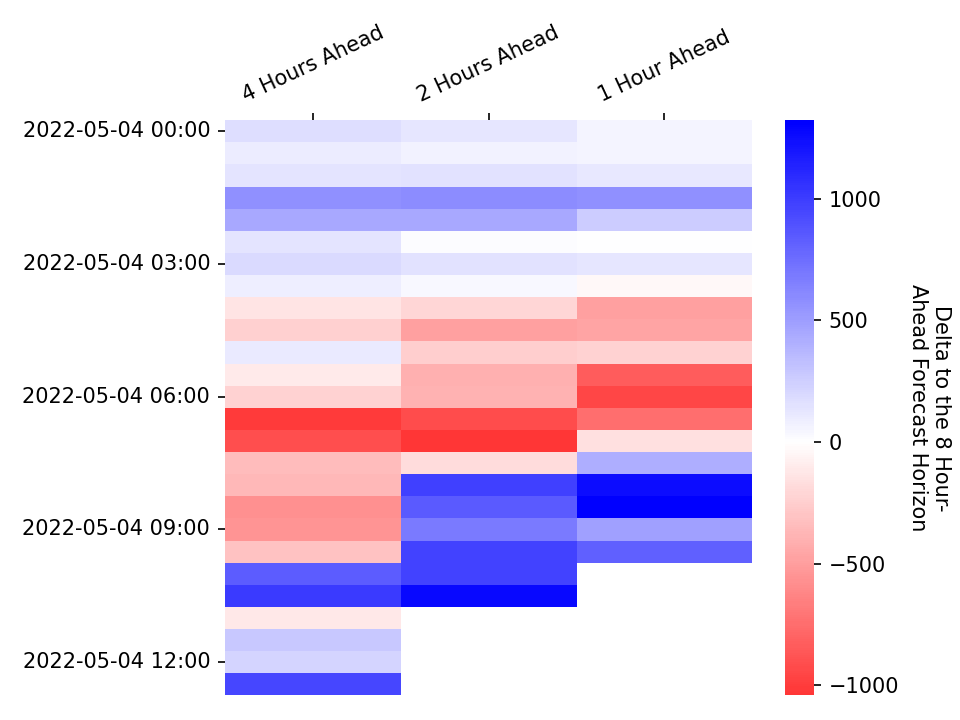 4 Hours Ahead
2 Hours Ahead
1 Hour Ahead
2022-05-04 00:00
2022-05-04 03:00
2022-05-04 06:00
2022-05-04 09:00
2022-05-04 12:00
1000
500
0
−500
−1000
Delta to the 8 Hour-
Ahead Forecast Horizon